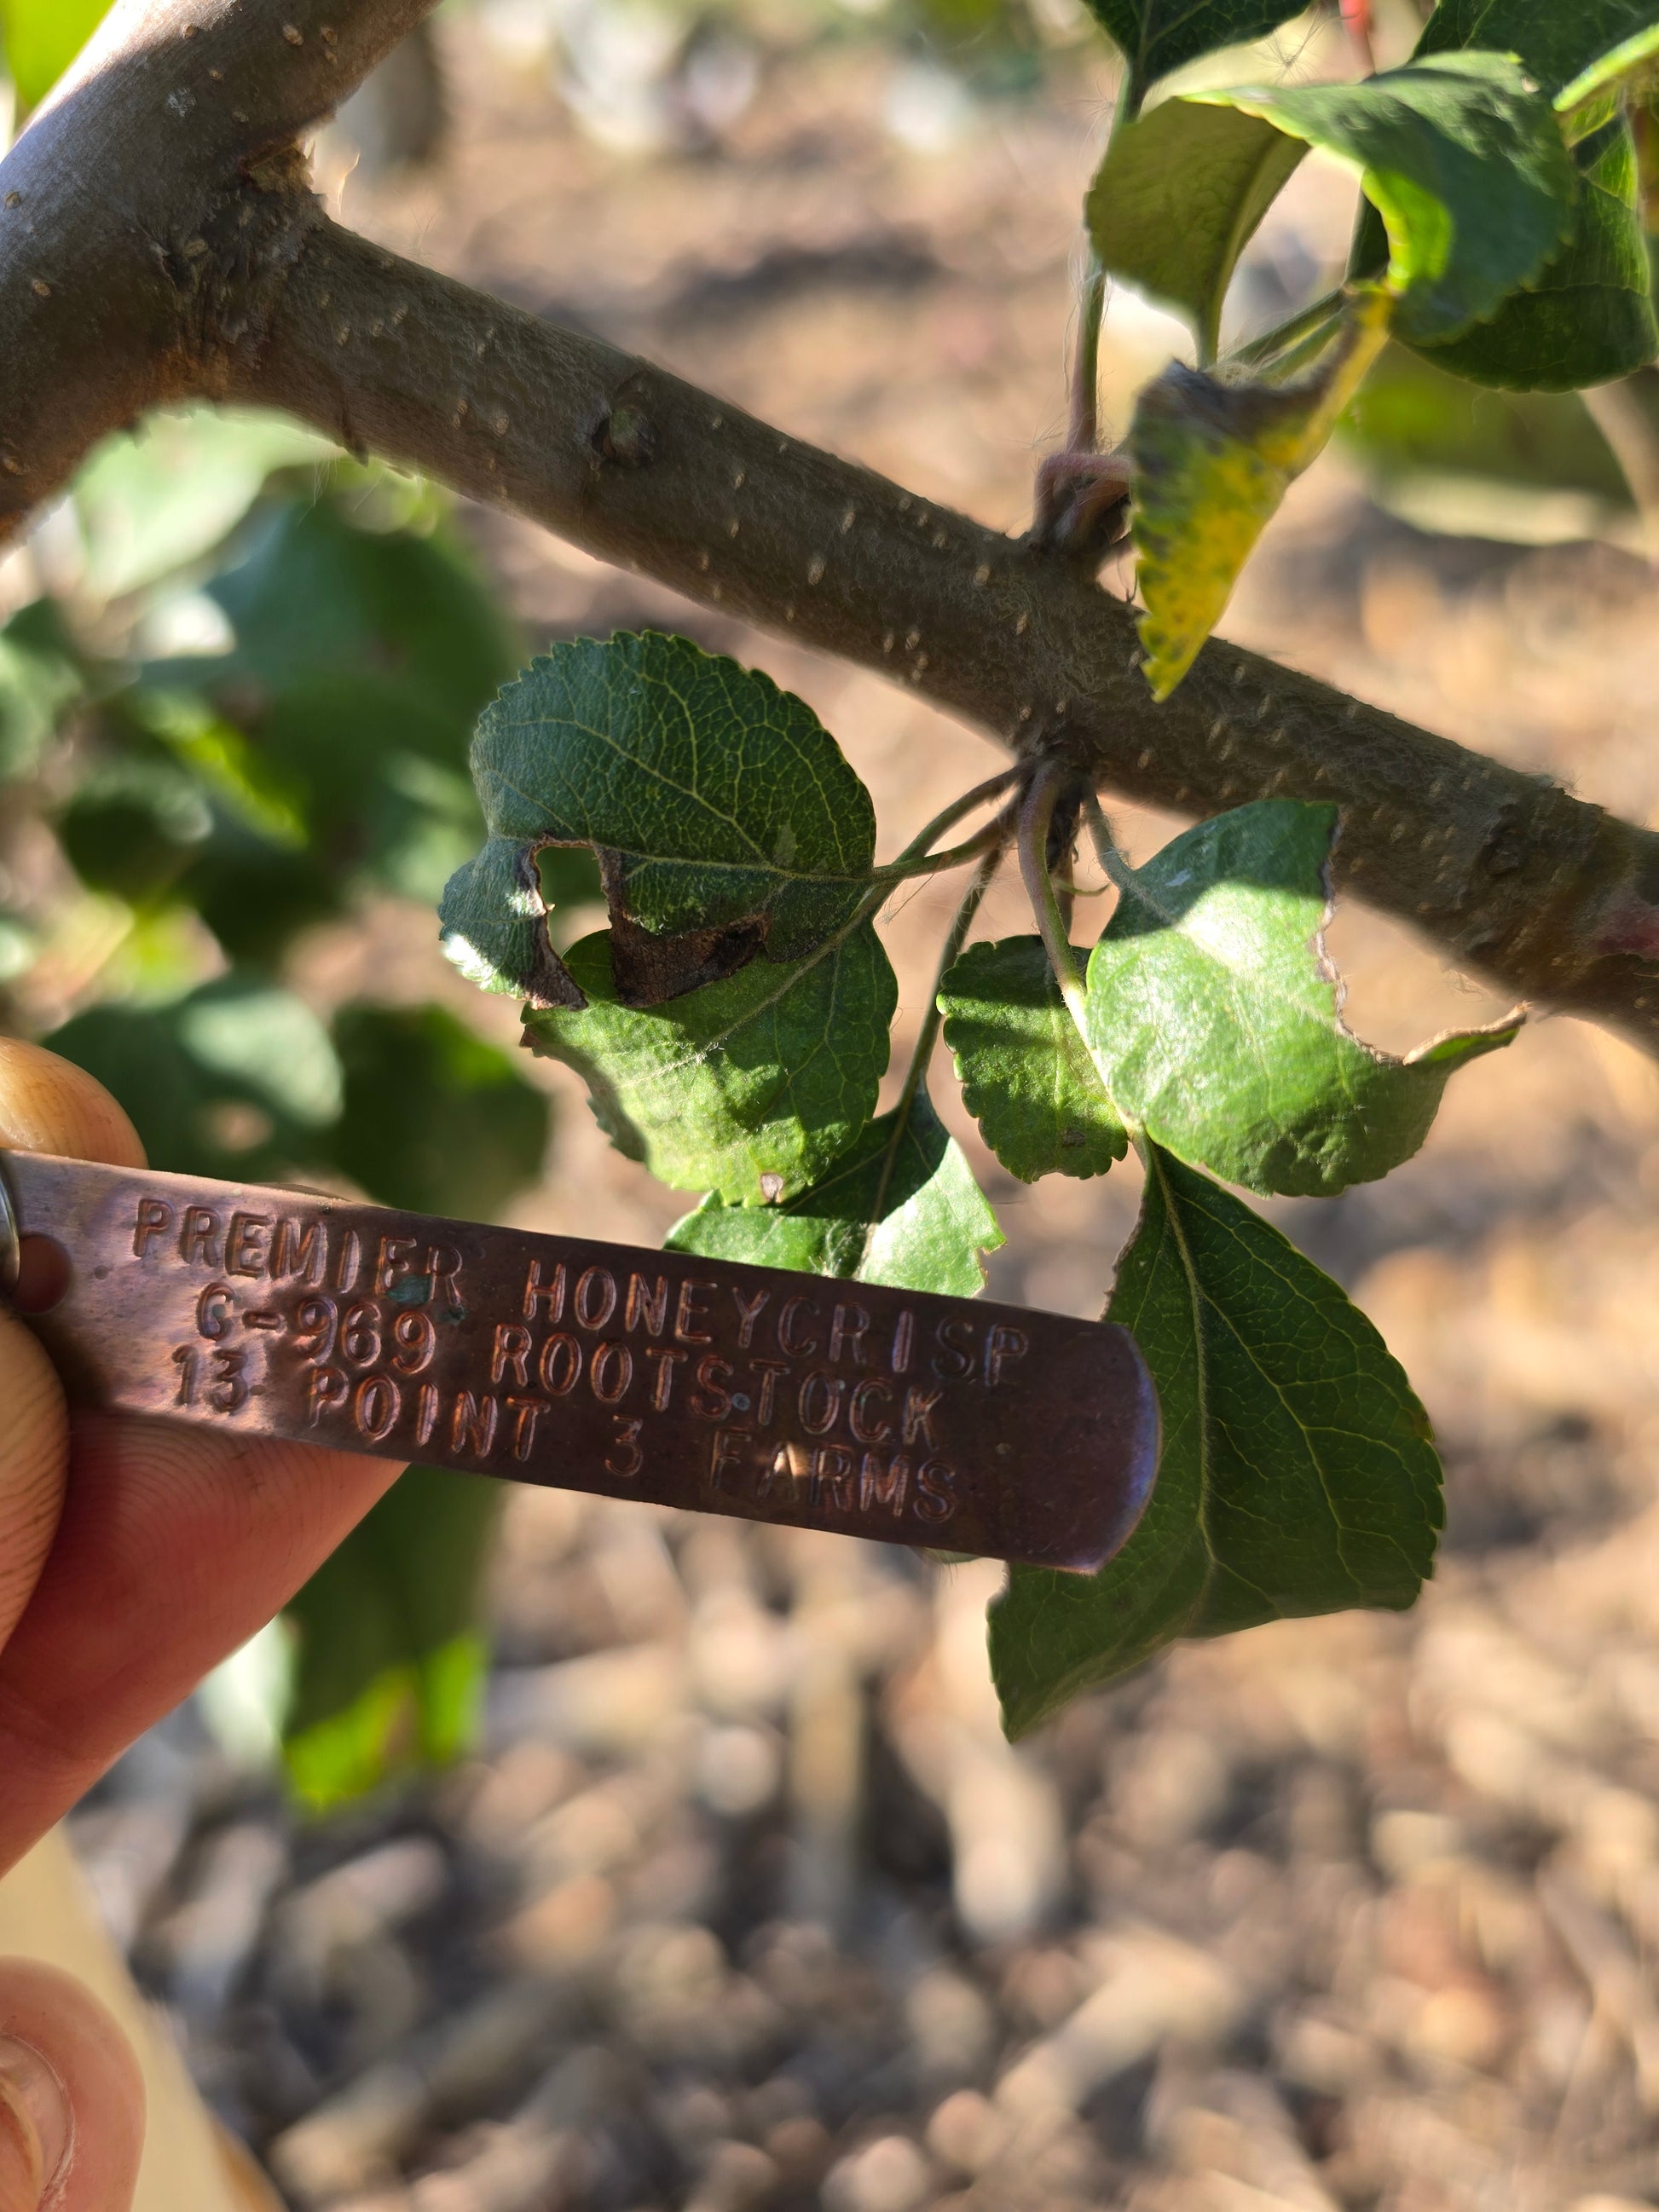 PREMIER HONEYCRISP
G-969 ROOTSTOCK
13 POINT 3 FARMS